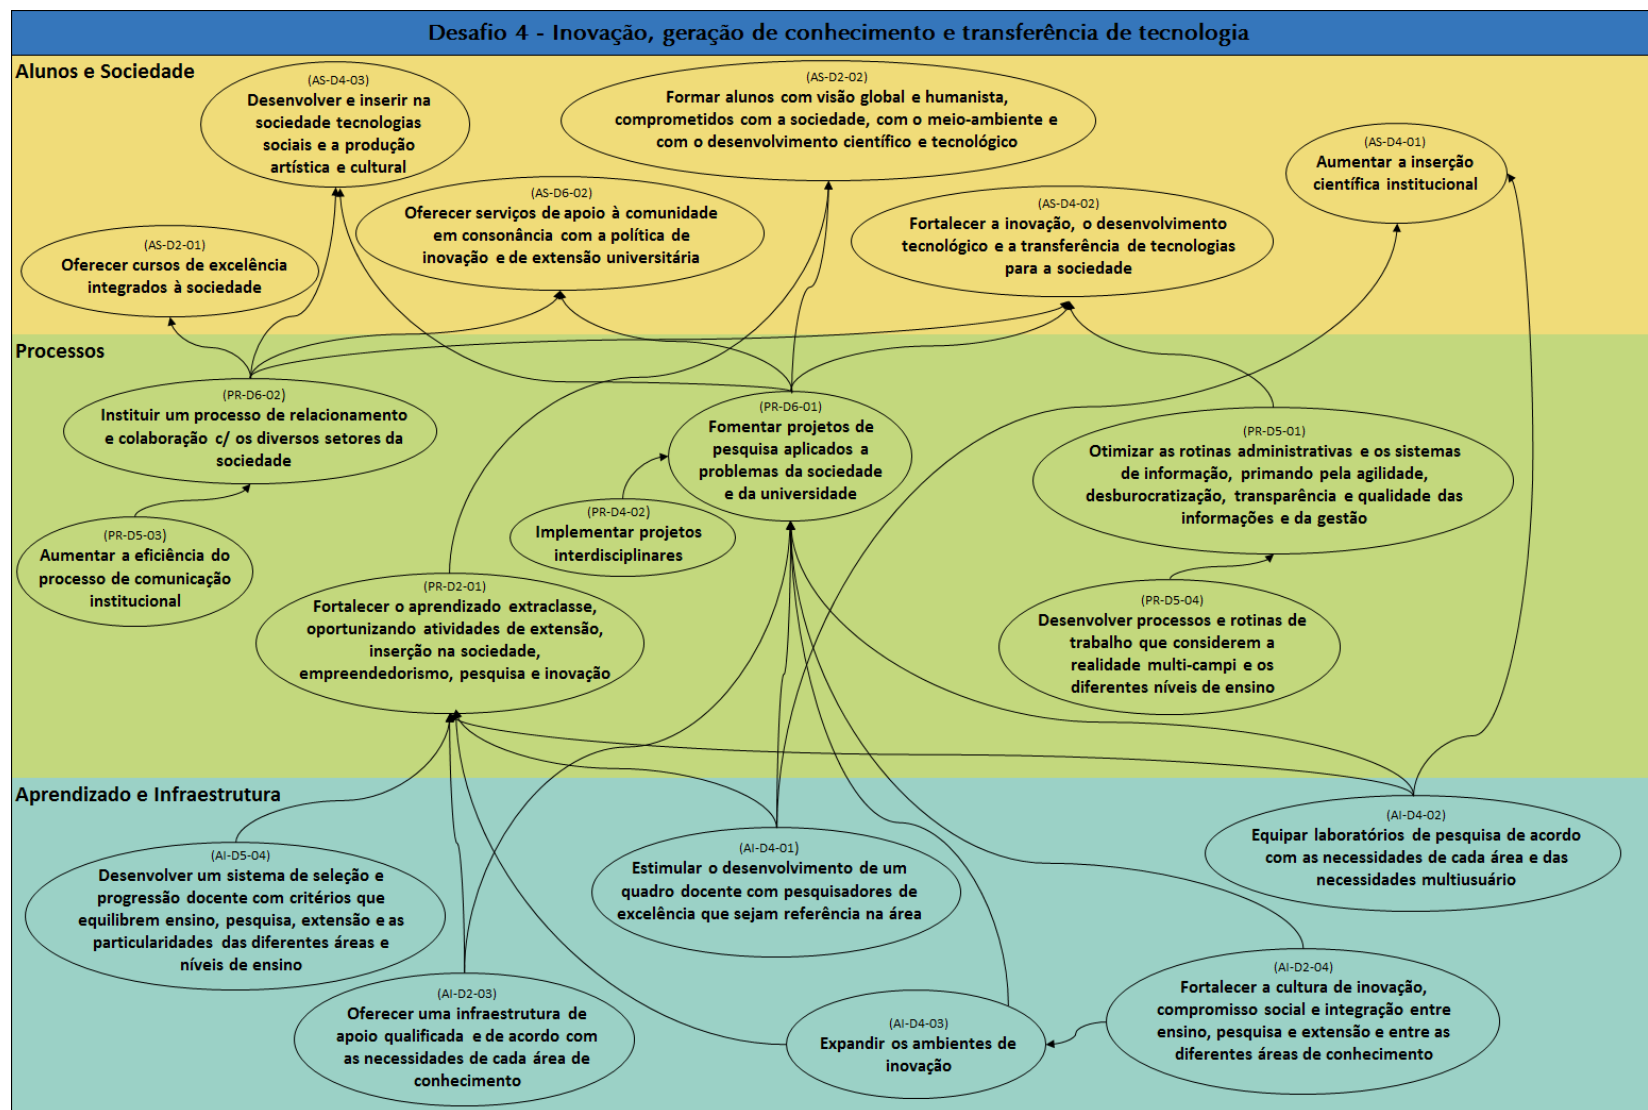 Desafio 4 - Inovação, geração de conhecimento e transferência de tecnologia
Alunos e Sociedade
(AS-D4-03)
Desenvolver e inserir na
sociedade tecnologias
sociais e a produção
artística e cultural
(AS-D2-02)
Formar alunos com visão global e humanista,
comprometidos com a sociedade, com o meio-ambiente e
com o desenvolvimento científico e tecnológico
(AS-D4-01)
Aumentar a inserção
científica institucional
(AS-D6-02)
Oferecer serviços de apoio à comunidade
em consonância com a política de
inovação e de extensão universitária
(AS-D4-02)
Fortalecer a inovação, o desenvolvimento
tecnológico e a transferência de tecnologias
para a sociedade
(AS-D2-01)
Oferecer cursos de excelência
integrados à sociedade
Processos
(PR-D6-02)
Instituir um processo de relacionamento
e colaboração c/ os diversos setores da
sociedade
(PR-D6-01)
Fomentar projetos de
pesquisa aplicados a
problemas da sociedade
e da universidade
(PR-D5-01)
Otimizar as rotinas administrativas e os sistemas
de informação, primando pela agilidade,
desburocratização, transparência e qualidade das
informações e da gestão
(PR-D4-02)
Implementar projetos
interdisciplinares
(PR-D5-03)
Aumentar a eficiência do
processo de comunicação
institucional
(PR-D2-01)
Fortalecer o aprendizado extraclasse,
oportunizando atividades de extensão,
inserção na sociedade,
empreendedorismo, pesquisa e inovação
(PR-D5-04)
Desenvolver processos e rotinas de
trabalho que considerem a
realidade multi-campi e os
diferentes níveis de ensino
Aprendizado e Infraestrutura
(AI-D5-04)
Desenvolver um sistema de seleção e
progressão docente com critérios que
equilibrem ensino, pesquisa, extensão e as
particularidades das diferentes áreas e
níveis de ensino
(AI-D4-01)
Estimular o desenvolvimento de um
quadro docente com pesquisadores de
excelência que sejam referência na área
(AI-D4-02)
Equipar laboratórios de pesquisa de acordo
com as necessidades de cada área e das
necessidades multiusuário
(AI-D2-03)
Oferecer uma infraestrutura de
apoio qualificada e de acordo com
as necessidades de cada área de
conhecimento
(AI-D4-03)
Expandir os ambientes de
inovação
(AI-D2-04)
Fortalecer a cultura de inovação,
compromisso social e integração entre
ensino, pesquisa e extensão e entre as
diferentes áreas de conhecimento